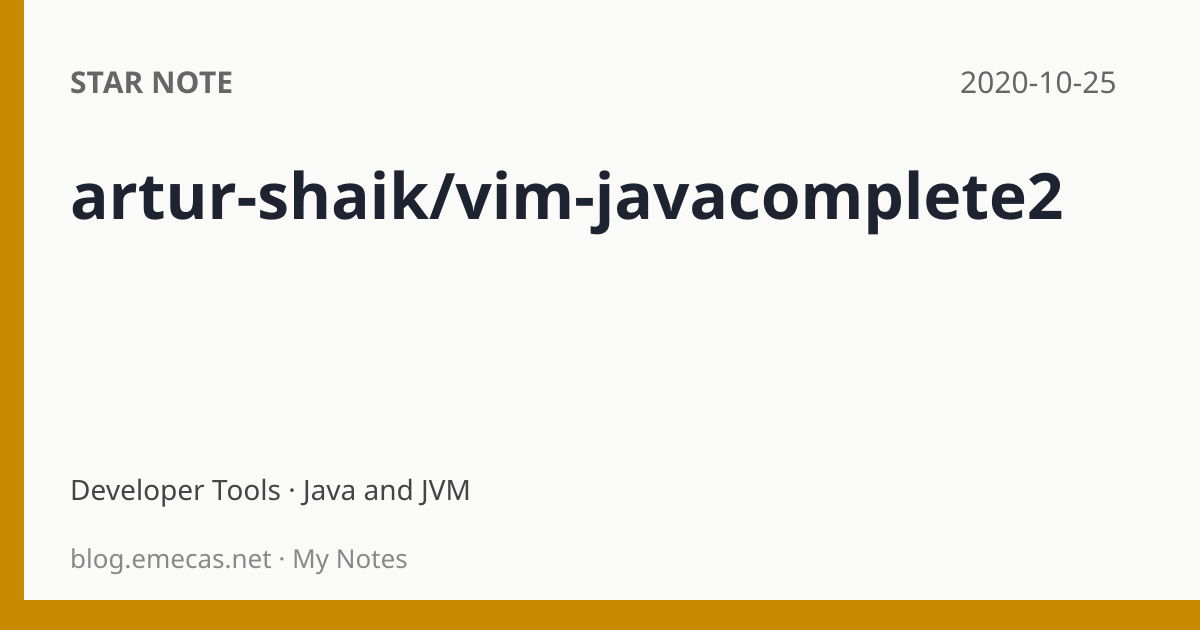 STAR NOTE
2020-10-25
artur-shaik/vim-javacomplete2
Developer Tools · Java and JVM
blog.emecas.net · My Notes